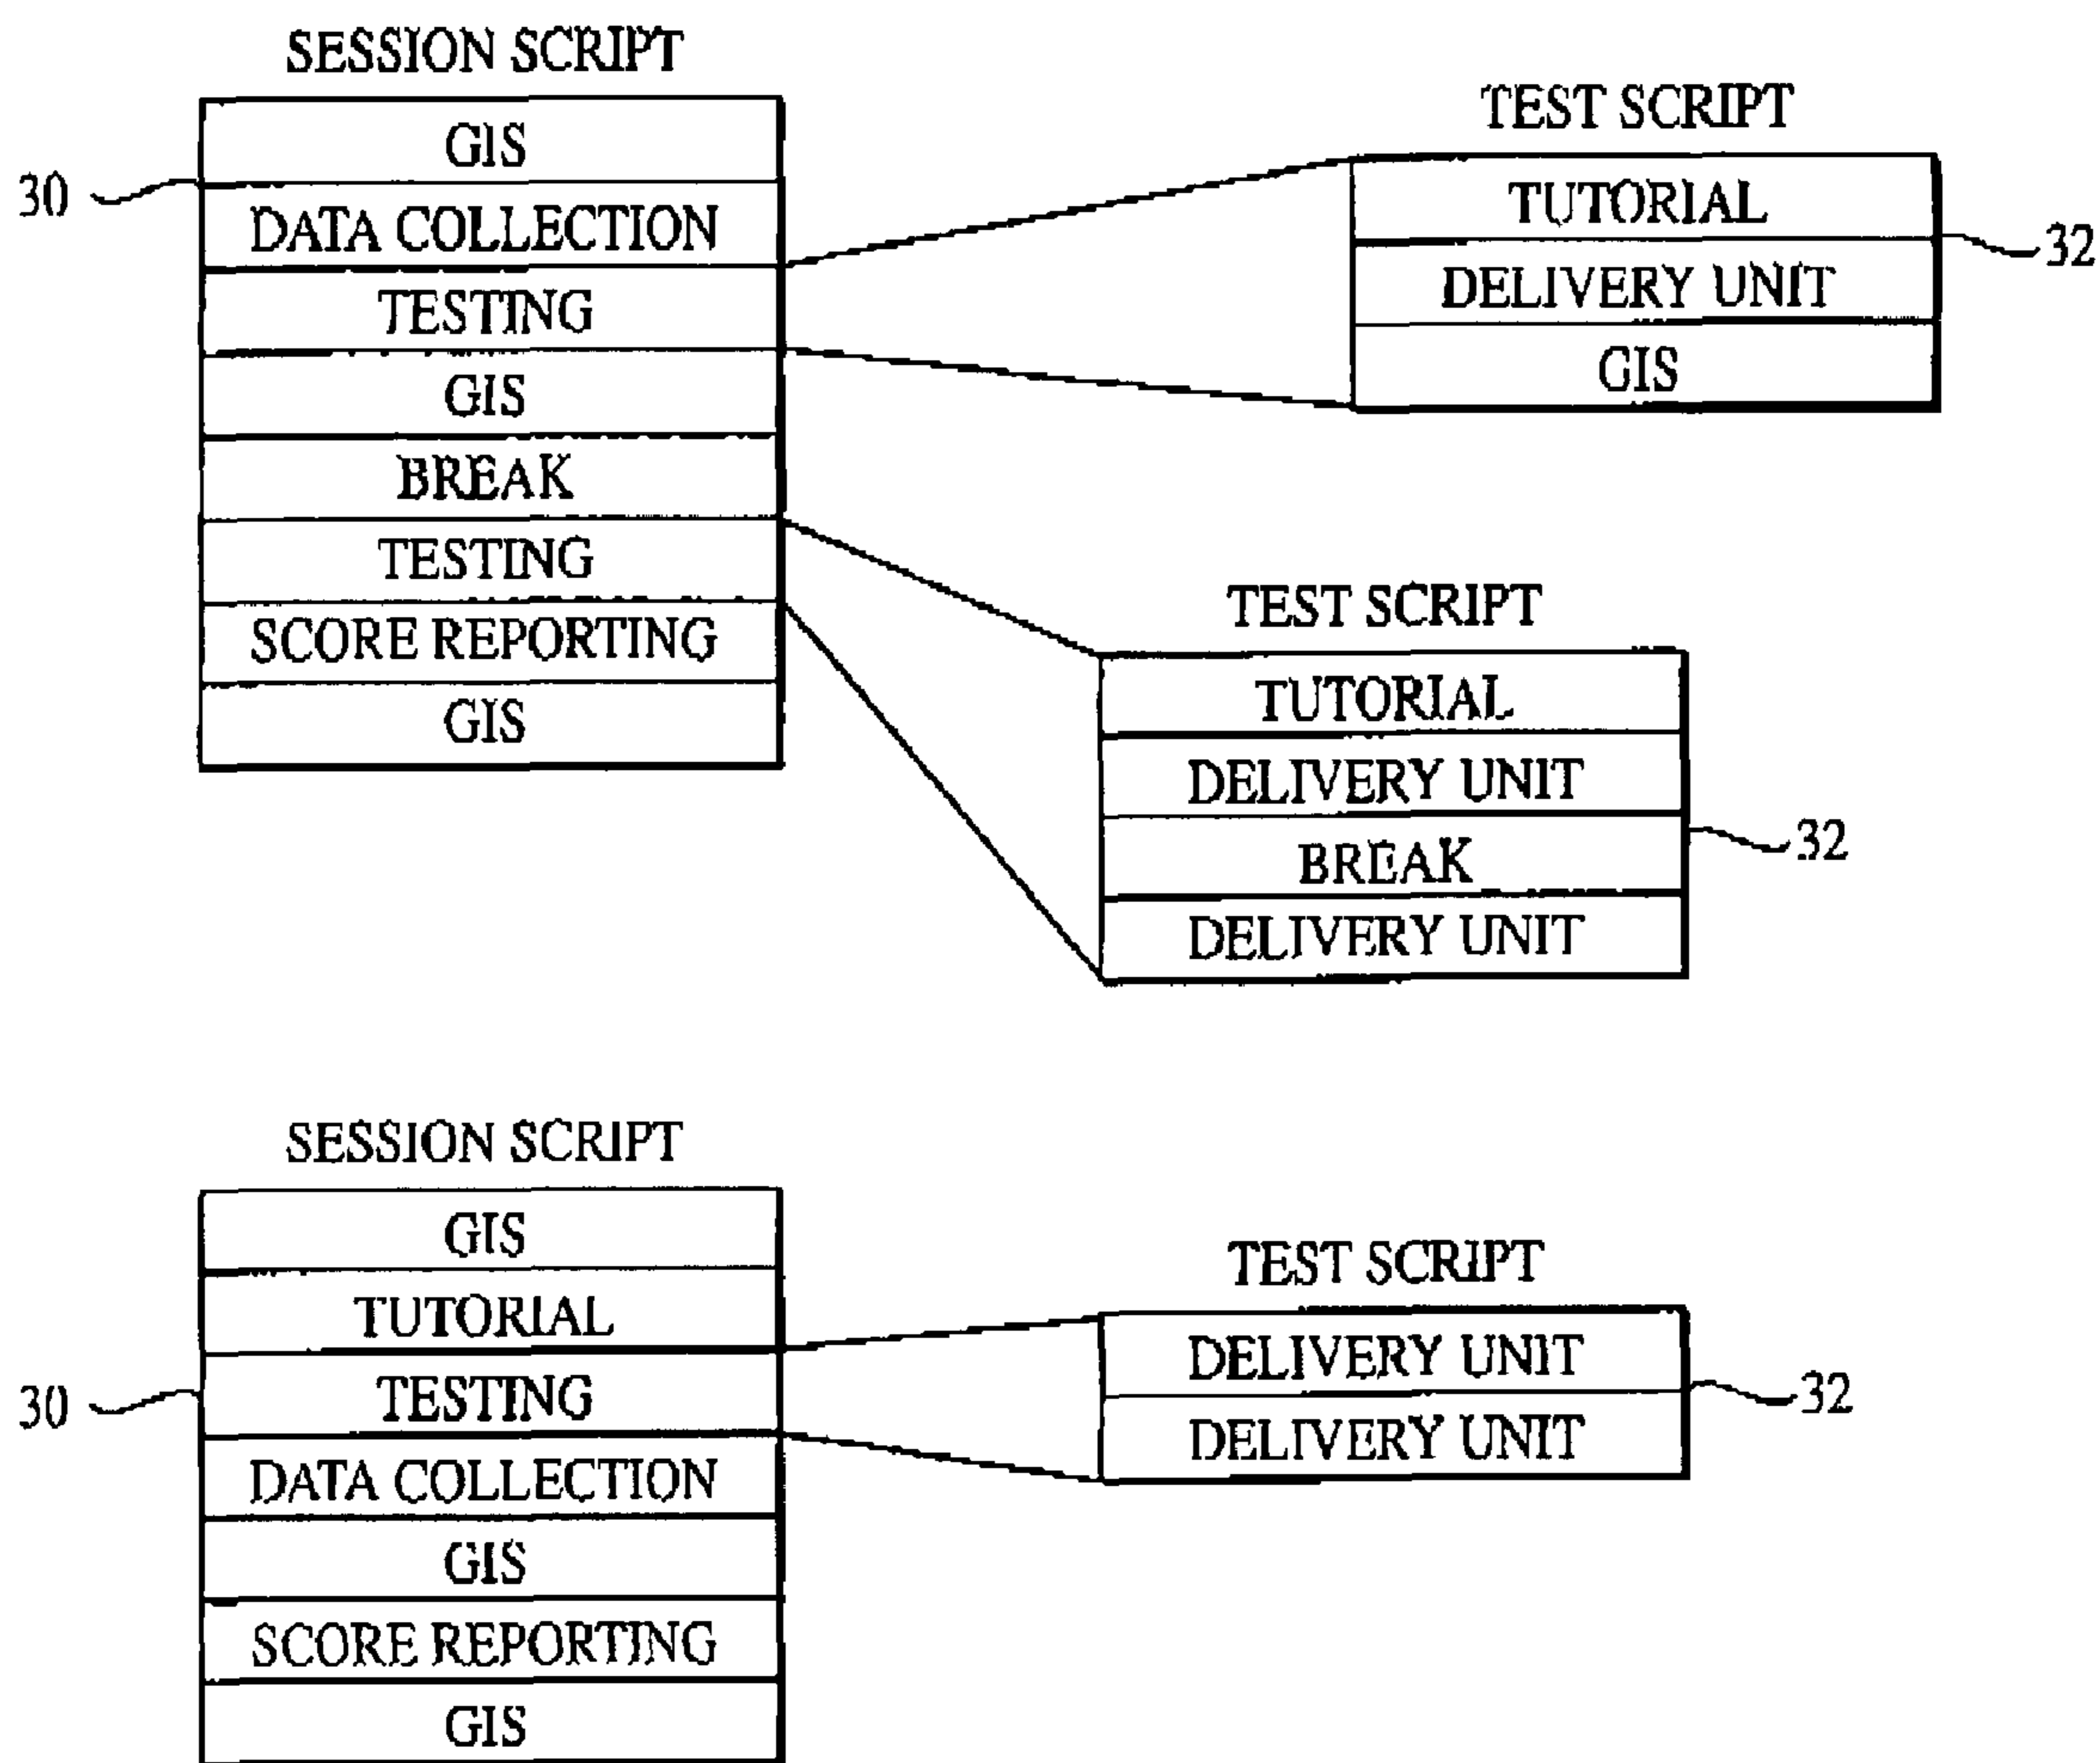 SESSION SCRIPT
30
GIS
DATA COLLECTION
TESTING
GIS
BREAK
TESTING
SCORE REPORTING
GIS
TEST SCRIPT
TUTORIAL
DELIVERY UNIT
GIS
32
TEST SCRIPT
TUTORIAL
DELIVERY UNIT
BREAK
DELIVERY UNIT
32
SESSION SCRIPT
30
GIS
TUTORIAL
TESTING
DATA COLLECTION
GIS
SCORE REPORTING
GIS
TEST SCRIPT
DELIVERY UNIT
DELIVERY UNIT
32